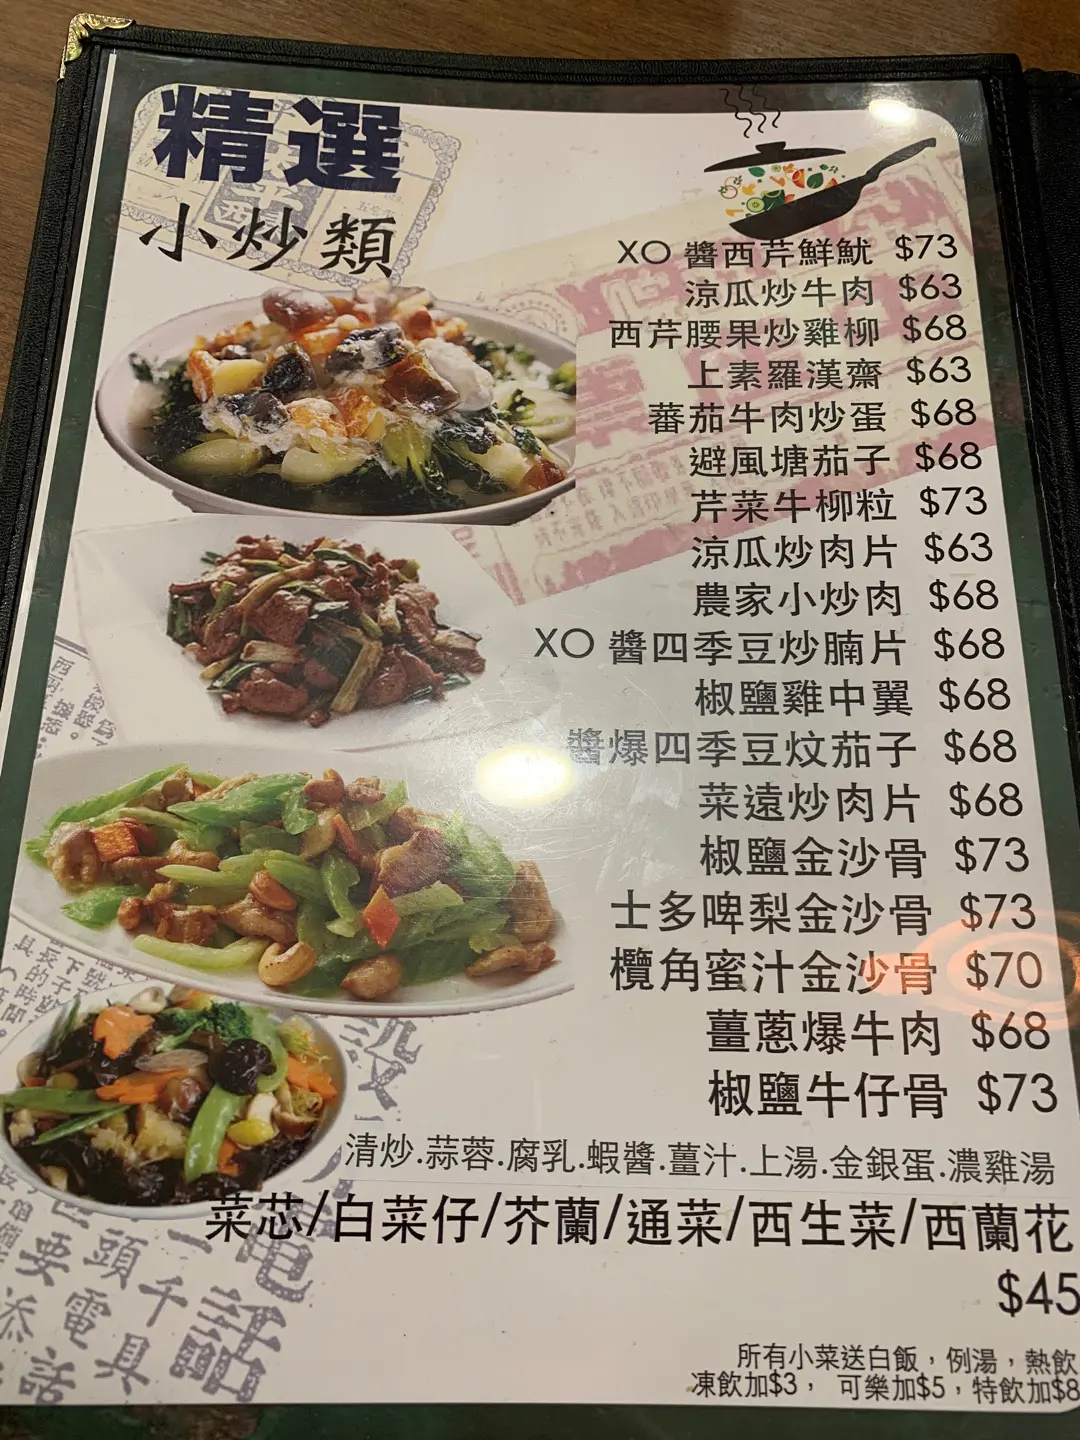 精選
小炒類
XO 醬西芹鮮魷 $73
涼瓜炒牛肉 $63
西芹腰果炒雞柳 $68
上素羅漢齋 $63
蕃茄牛肉炒蛋 $68
避風塘茄子 $68
芹菜牛柳粒 $73
涼瓜炒肉片 $63
農家小炒肉 $68
XO 醬四季豆炒腩片 $68
椒鹽雞中翼 $68
醬爆四季豆炆茄子 $68
菜遠炒肉片 $68
椒鹽金沙骨 $73
士多啤梨金沙骨 $73
欖角蜜汁金沙骨 $70
薑蔥爆牛肉 $68
椒鹽牛仔骨 $73
清炒.蒜蓉.腐乳.蝦醬.薑汁.上湯.金銀蛋.濃雞湯
菜芯/白菜仔/芥蘭/通菜/西生菜/西蘭花
$45
所有小菜送白飯，例湯，熱飲
凍飲加$3， 可樂加$5，特飲加$8